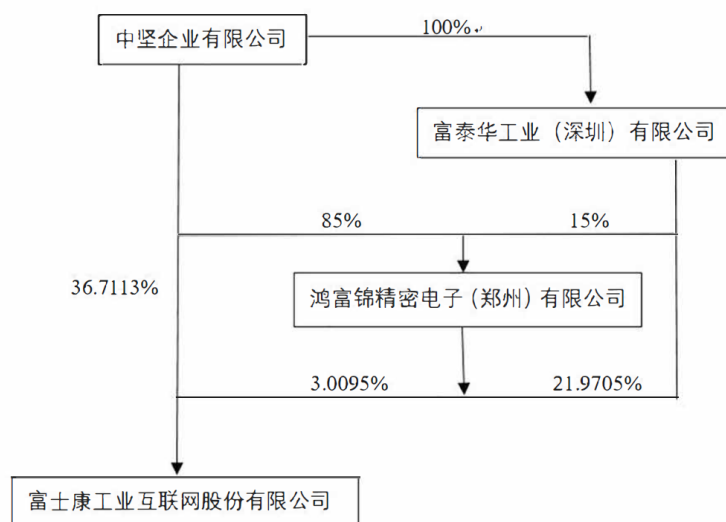 中坚企业有限公司
100%
富泰华工业（深圳）有限公司
85%
15%
36.7113%
鸿富锦精密电子（郑州）有限公司
3.0095%
21.9705%
富士康工业互联网股份有限公司